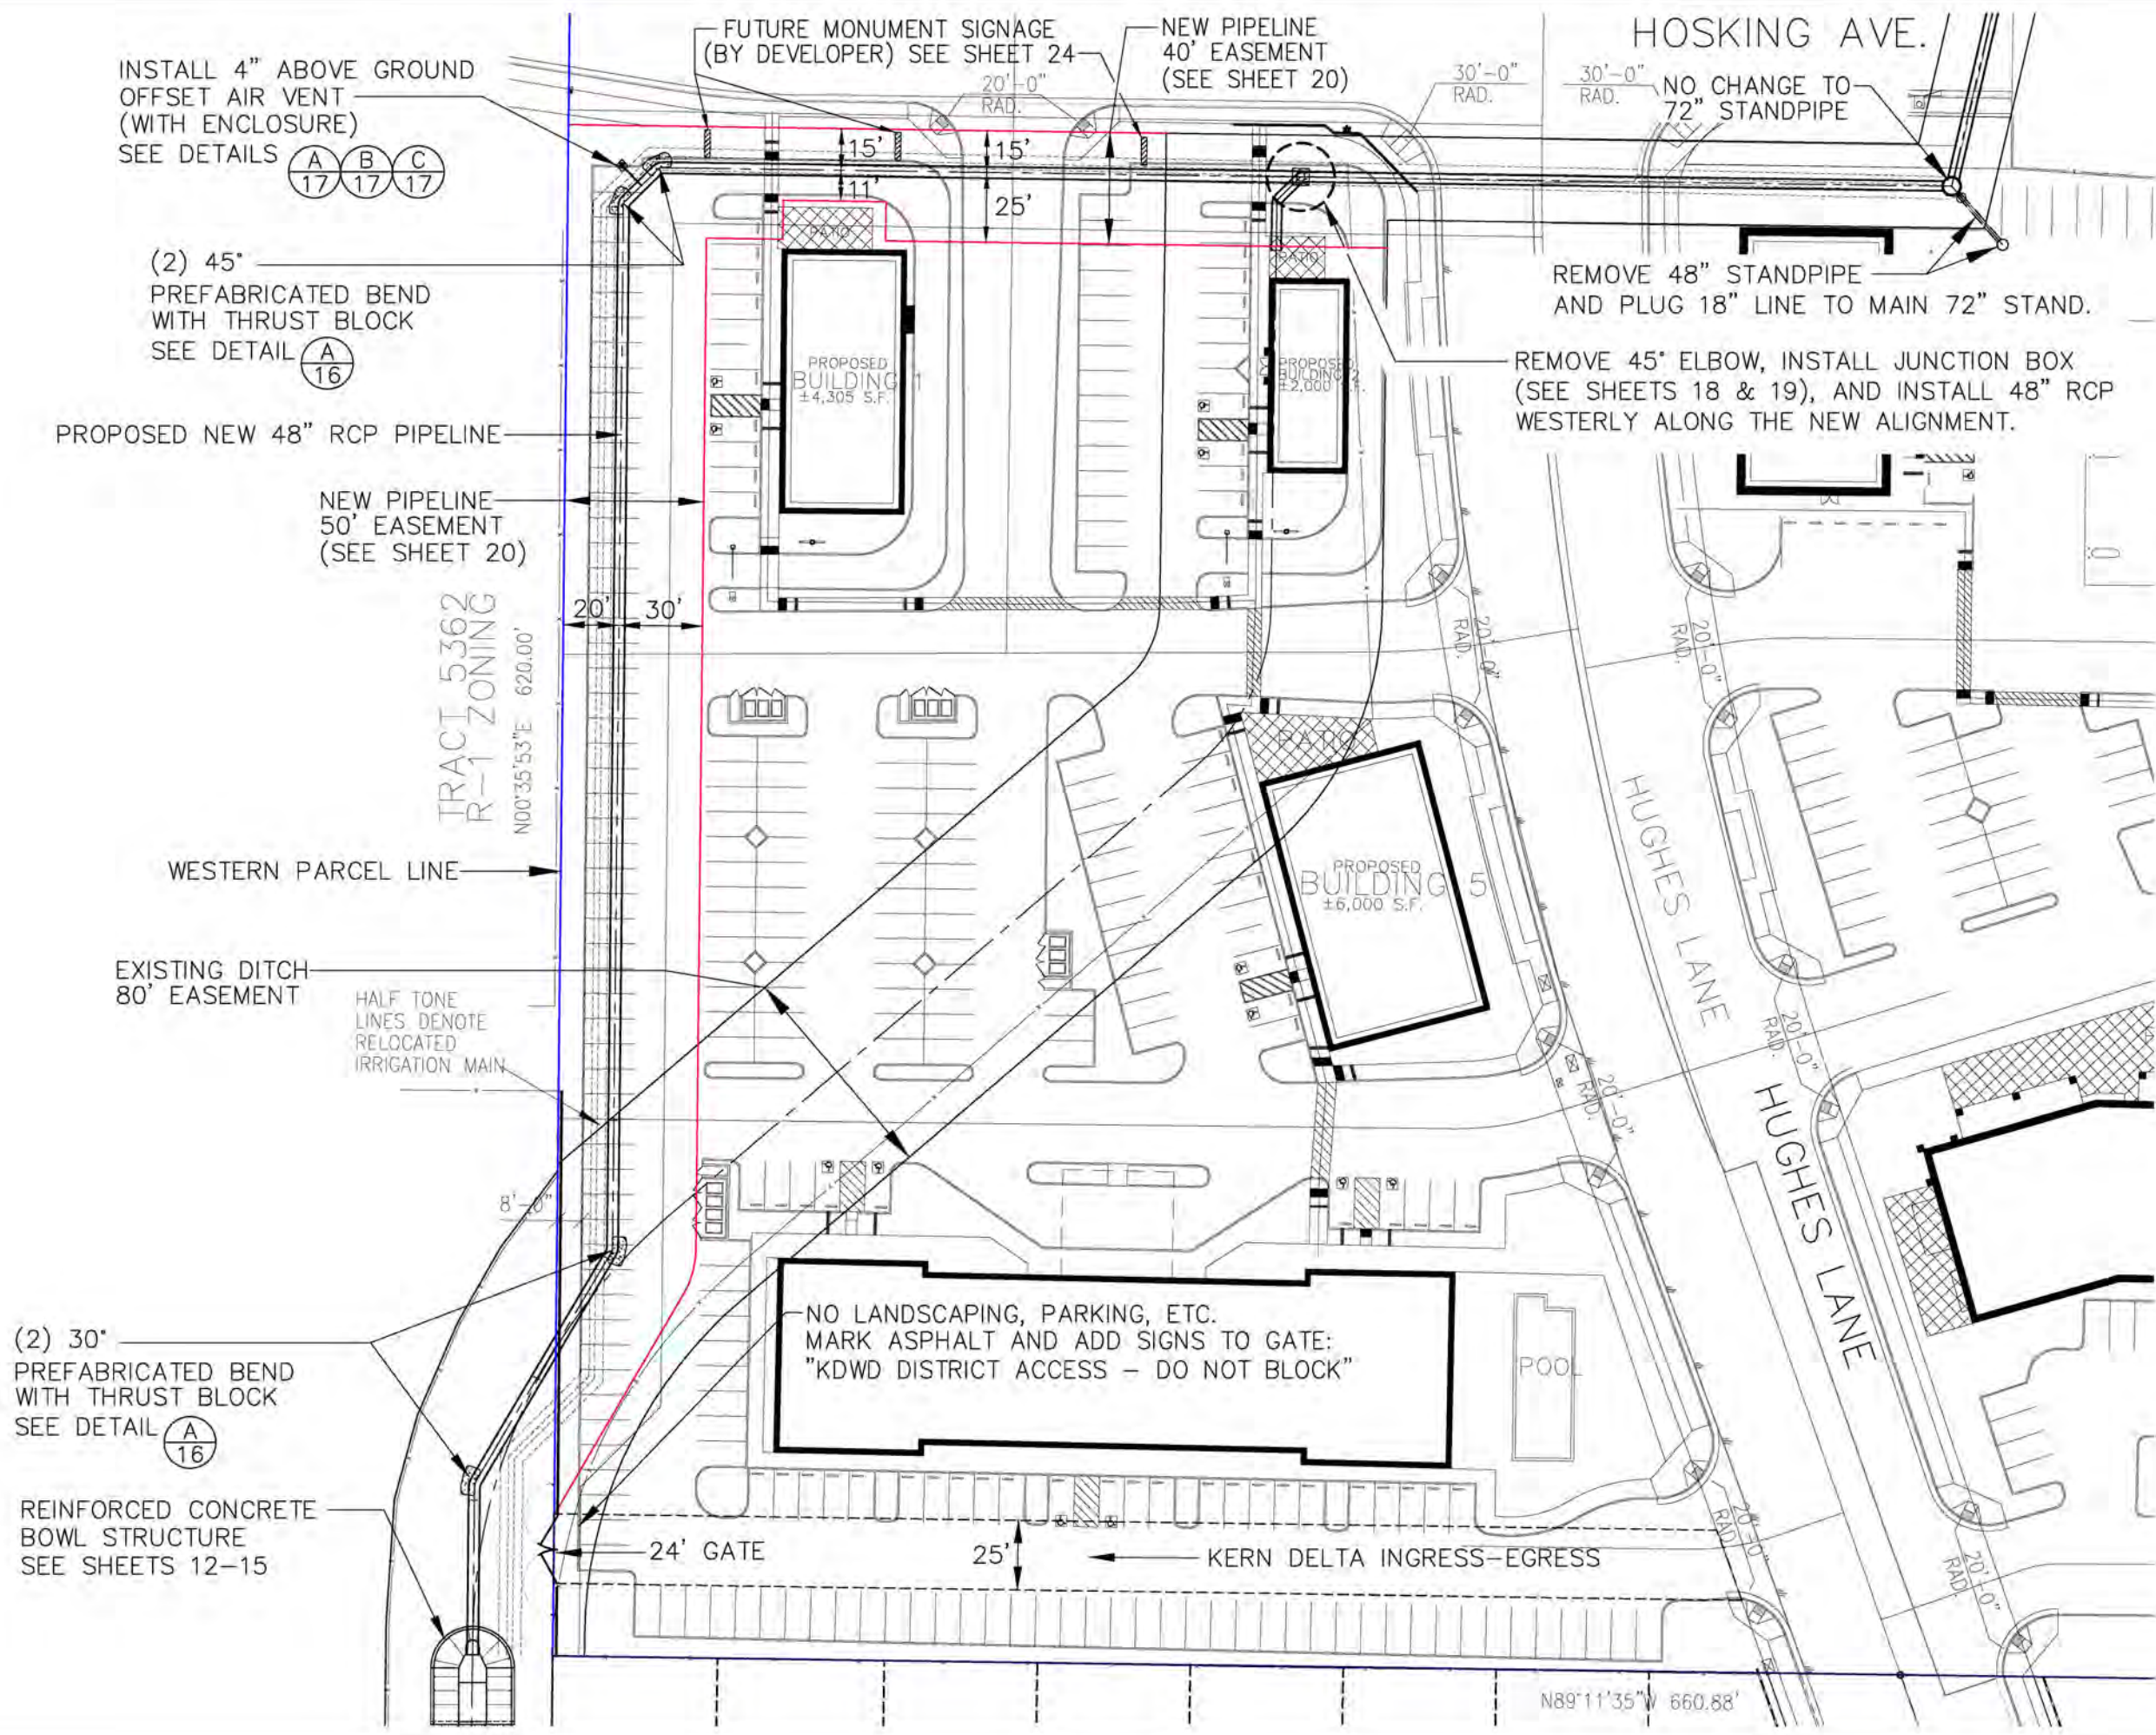 HOSKING AVE.
FUTURE MONUMENT SIGNAGE
(BY DEVELOPER) SEE SHEET 24
NEW PIPELINE
40' EASEMENT
(SEE SHEET 20)
INSTALL 4" ABOVE GROUND
OFFSET AIR VENT
(WITH ENCLOSURE)
SEE DETAILS A/17 B/17 C/17
20'-0"
RAD.
30'-0"
RAD.
30'-0"
RAD.
NO CHANGE TO
72" STANDPIPE
15'
15'
11'
25'
PATIO
PATIO
(2) 45°
PREFABRICATED BEND
WITH THRUST BLOCK
SEE DETAIL A/16
REMOVE 48" STANDPIPE
AND PLUG 18" LINE TO MAIN 72" STAND.
REMOVE 45° ELBOW, INSTALL JUNCTION BOX
(SEE SHEETS 18 & 19), AND INSTALL 48" RCP
WESTERLY ALONG THE NEW ALIGNMENT.
PROPOSED
BUILDING 1
±4,305 S.F.
PROPOSED
BUILDING
±2,000 S.F.
PROPOSED NEW 48" RCP PIPELINE
NEW PIPELINE
50' EASEMENT
(SEE SHEET 20)
20'
30'
TRACT 5362
R-1 ZONING
N00°35'53"E 620.00'
20'-0"
RAD.
20'-0"
RAD.
PATIO
WESTERN PARCEL LINE
PROPOSED
BUILDING 5
±6,000 S.F.
HUGHES LANE
EXISTING DITCH
80' EASEMENT
HALF TONE
LINES DENOTE
RELOCATED
IRRIGATION MAIN
20'-0"
RAD.
20'-0"
RAD.
HUGHES LANE
8'-0"
(2) 30°
PREFABRICATED BEND
WITH THRUST BLOCK
SEE DETAIL A/16
NO LANDSCAPING, PARKING, ETC.
MARK ASPHALT AND ADD SIGNS TO GATE:
"KDWD DISTRICT ACCESS – DO NOT BLOCK"
POOL
REINFORCED CONCRETE
BOWL STRUCTURE
SEE SHEETS 12–15
24' GATE
25'
KERN DELTA INGRESS–EGRESS
20'-0"
RAD.
20'-0"
RAD.
N89°11'35"W 660.88'